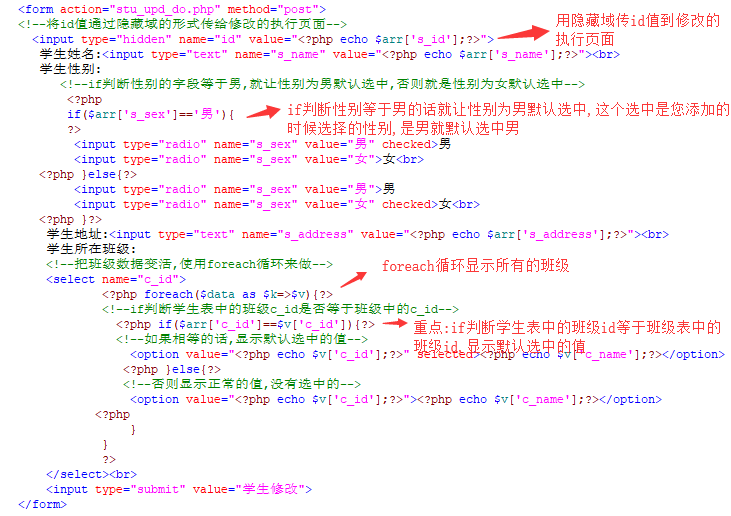 <form action="stu_upd_do.php" method="post">
<!--将id值通过隐藏域的形式传给修改的执行页面-->
<input type="hidden" name="id" value="<?php echo $arr['s_id'];?>">
用隐藏域传id值到修改的
执行页面
学生姓名:<input type="text" name="s_name" value="<?php echo $arr['s_name'];?>"><br>
学生性别:
<!--if判断性别的字段等于男,就让性别为男默认选中,否则就是性别为女默认选中-->
<?php
if($arr['s_sex']=='男'){
if判断性别等于男的话就让性别为男默认选中,这个选中是您添加的
时候选择的性别,是男就默认选中男
?>
<input type="radio" name="s_sex" value="男" checked>男
<input type="radio" name="s_sex" value="女">女<br>
<?php }else{?>
<input type="radio" name="s_sex" value="男">男
<input type="radio" name="s_sex" value="女" checked>女<br>
<?php }?>
学生地址:<input type="text" name="s_address" value="<?php echo $arr['s_address'];?>"><br>
学生所在班级:
<!--把班级数据变活,使用foreach循环来做-->
foreach循环显示所有的班级
<select name="c_id">
<?php foreach($data as $k=>$v){?>
<!--if判断学生表中的班级c_id是否等于班级中的c_id-->
<?php if($arr['c_id']==$v['c_id']){?>
重点:if判断学生表中的班级id等于班级表中的
班级id,显示默认选中的值
<!--如果相等的话,显示默认选中的值-->
<option value="<?php echo $v['c_id'];?>" selected><?php echo $v['c_name'];?></option>
<?php }else{?>
<!--否则显示正常的值,没有选中的-->
<option value="<?php echo $v['c_id'];?>"><?php echo $v['c_name'];?></option>
<?php
}
}
?>
</select><br>
<input type="submit" value="学生修改">
</form>